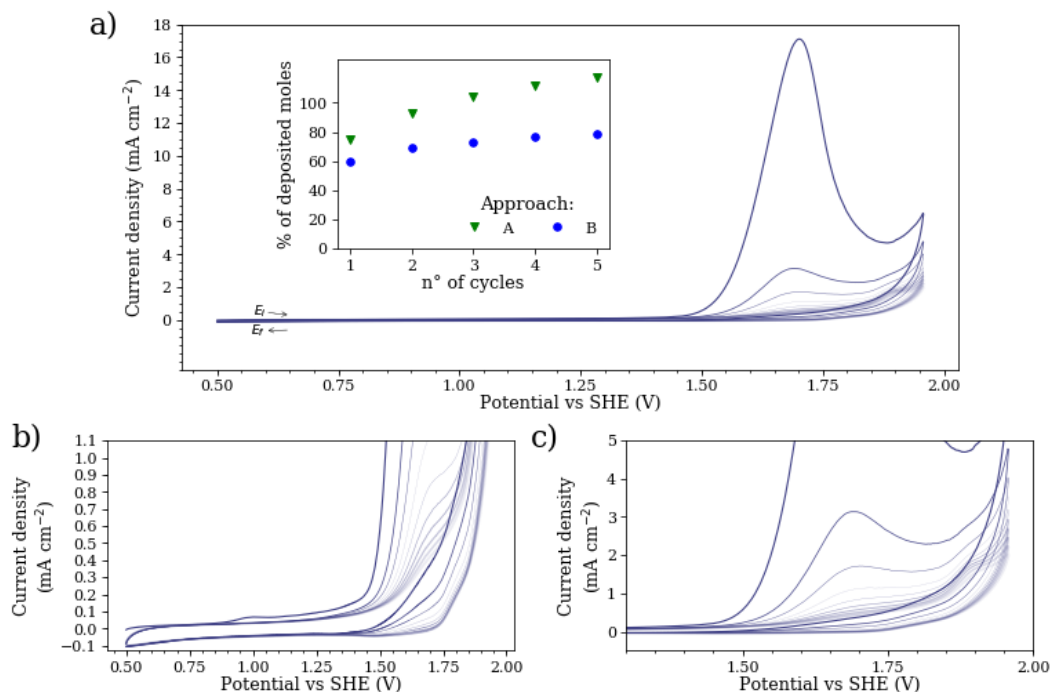 a)
Current density (mA cm⁻²)
18
16
14
12
10
8
6
4
2
0
% of deposited moles
100
80
60
40
20
0
Approach:
A B
1 2 3 4 5
n° of cycles
Eᵢ
E_f
0.50 0.75 1.00 1.25 1.50 1.75 2.00
Potential vs SHE (V)
b)
Current density
(mA cm⁻²)
1.1
1.0
0.9
0.8
0.7
0.6
0.5
0.4
0.3
0.2
0.1
0.0
−0.1
0.50 0.75 1.00 1.25 1.50 1.75 2.00
Potential vs SHE (V)
c)
Current density
(mA cm⁻²)
5
4
3
2
1
0
1.50 1.75 2.00
Potential vs SHE (V)